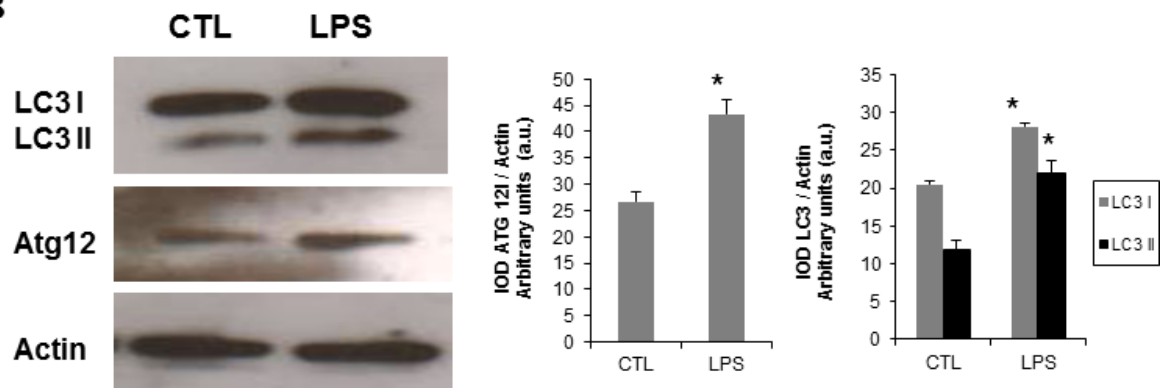 CTL LPS
LC3 I
LC3 II
Atg12
Actin
IOD ATG 12I / Actin
Arbitrary units (a.u.)
50
45
40
35
30
25
20
15
10
5
0
*
CTL LPS
IOD LC3 / Actin
Arbitrary units (a.u.)
35
30
25
20
15
10
5
0
*
*
CTL LPS
LC3 I
LC3 II